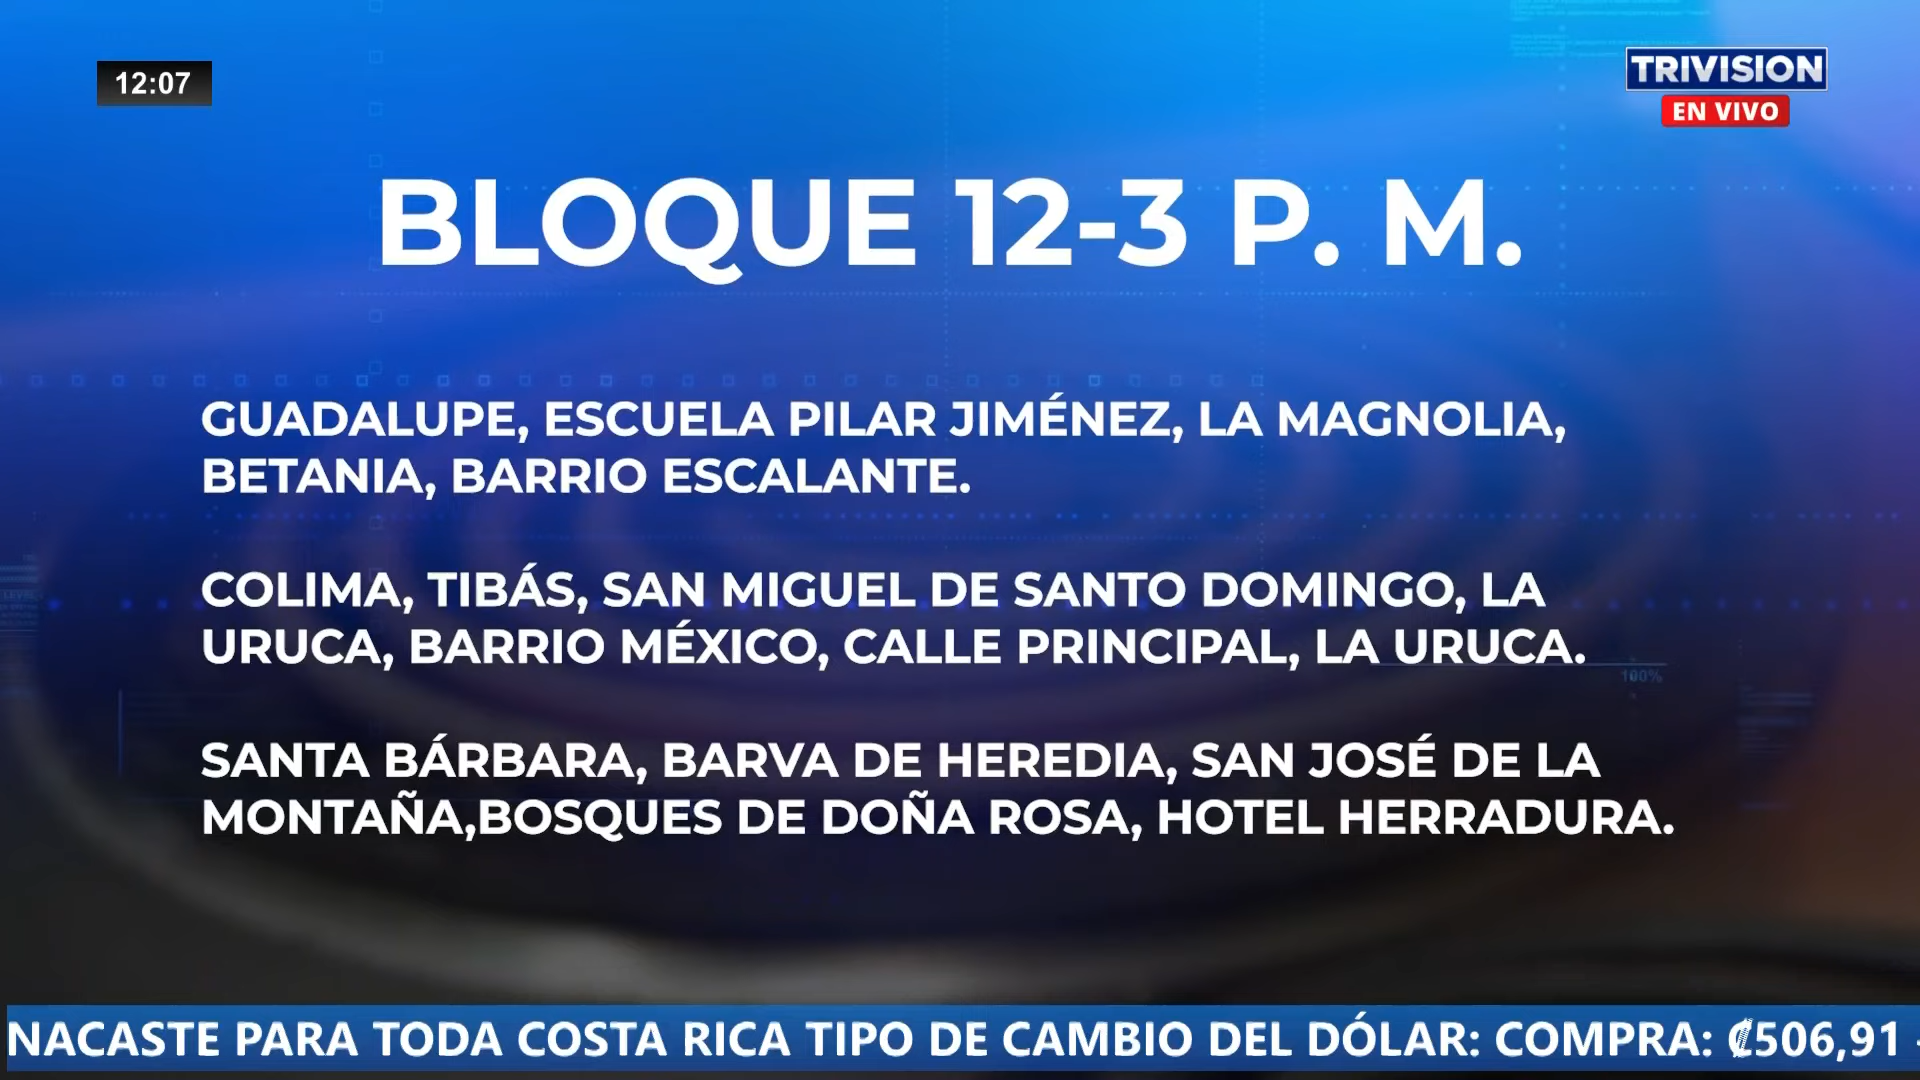 12:07
TRIVISION
EN VIVO
BLOQUE 12-3 P. M.
GUADALUPE, ESCUELA PILAR JIMÉNEZ, LA MAGNOLIA,
BETANIA, BARRIO ESCALANTE.
COLIMA, TIBÁS, SAN MIGUEL DE SANTO DOMINGO, LA
URUCA, BARRIO MÉXICO, CALLE PRINCIPAL, LA URUCA.
100%
SANTA BÁRBARA, BARVA DE HEREDIA, SAN JOSÉ DE LA
MONTAÑA,BOSQUES DE DOÑA ROSA, HOTEL HERRADURA.
NACASTE PARA TODA COSTA RICA TIPO DE CAMBIO DEL DÓLAR: COMPRA: ₡506,91 -